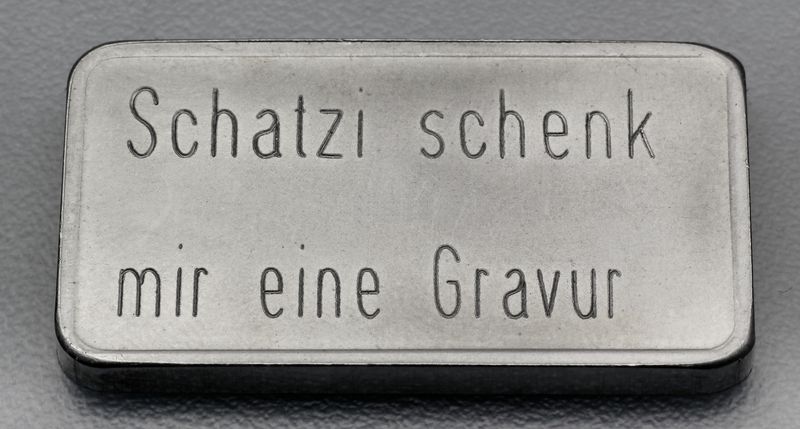 Schatzi schenk
mir eine Gravur